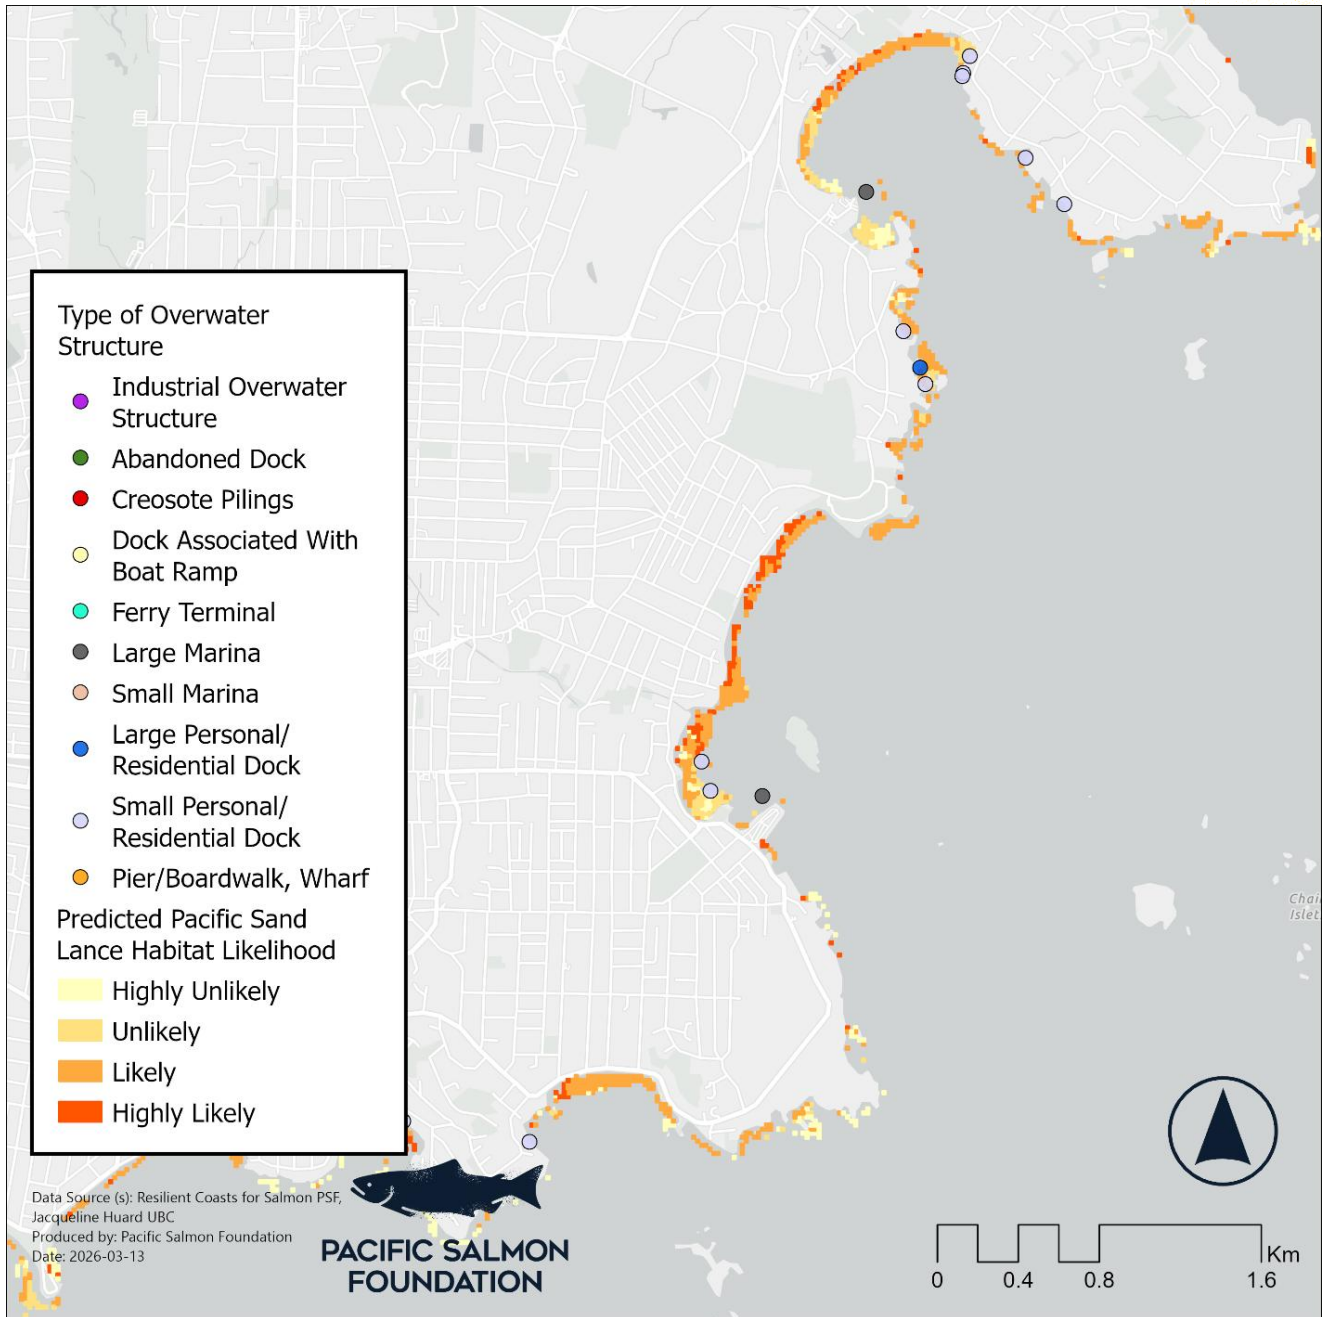 Type of Overwater
Structure
Industrial Overwater
Structure
Abandoned Dock
Creosote Pilings
Dock Associated With
Boat Ramp
Ferry Terminal
Large Marina
Small Marina
Large Personal/
Residential Dock
Small Personal/
Residential Dock
Pier/Boardwalk, Wharf
Predicted Pacific Sand
Lance Habitat Likelihood
Highly Unlikely
Unlikely
Likely
Highly Likely
Data Source (s): Resilient Coasts for Salmon PSF,
Jacqueline Huard UBC
Produced by: Pacific Salmon Foundation
Date: 2026-03-13
PACIFIC SALMON
FOUNDATION
Km
0 0.4 0.8 1.6